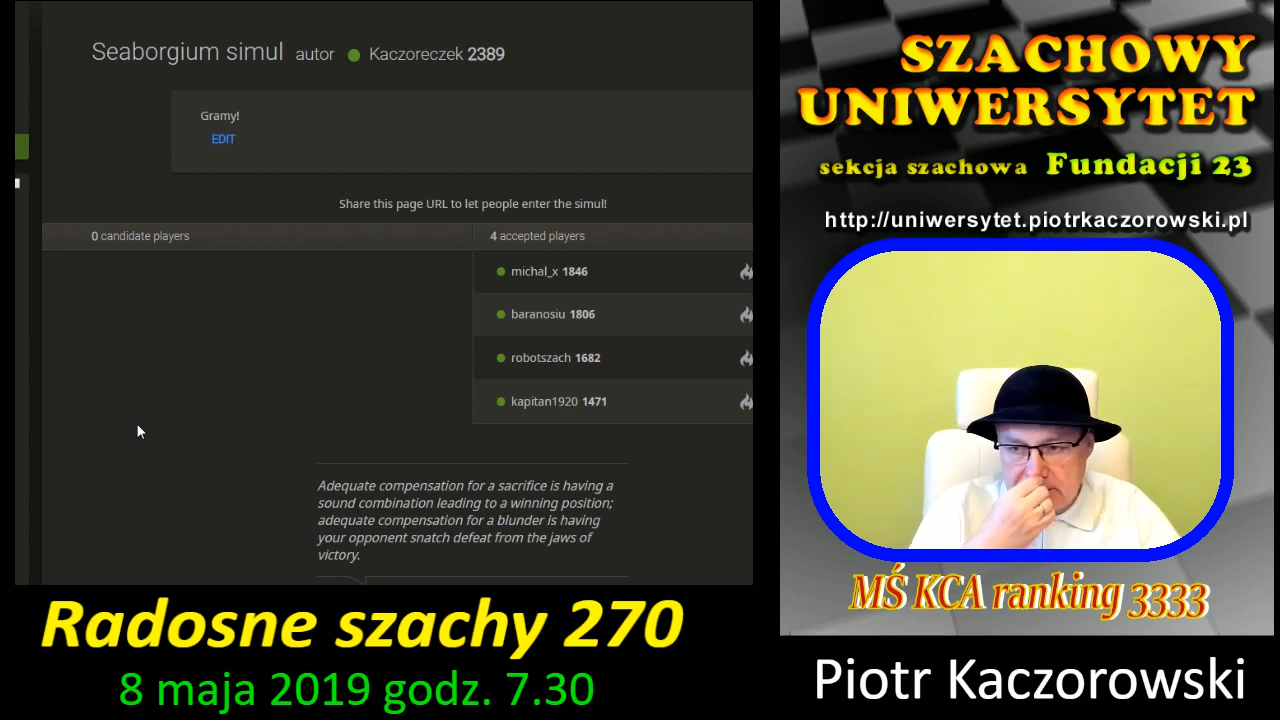 Seaborgium simul autor Kaczoreczek 2389
Gramy!
EDIT
Share this page URL to let people enter the simul!
0 candidate players
4 accepted players
michal_x 1846
baranosiu 1806
robotszach 1682
kapitan1920 1471
Adequate compensation for a sacrifice is having a
sound combination leading to a winning position;
adequate compensation for a blunder is having
your opponent snatch defeat from the jaws of
victory.
Radosne szachy 270
8 maja 2019 godz. 7.30
SZACHOWY
UNIWERSYTET
sekcja szachowa Fundacji 23
http://uniwersytet.piotrkaczorowski.pl
MŚ KCA ranking 3333
Piotr Kaczorowski